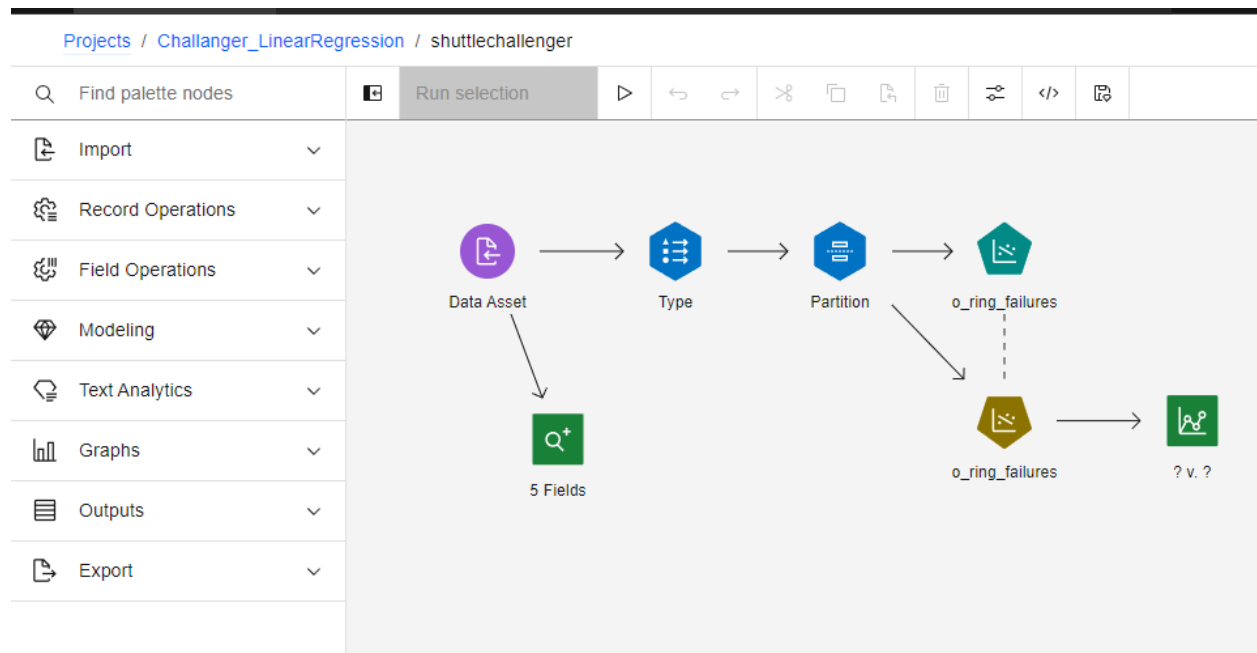 Projects / Challanger_LinearRegression / shuttlechallenger
Find palette nodes
Run selection
Import
Record Operations
Field Operations
Modeling
Text Analytics
Graphs
Outputs
Export
Data Asset
Type
Partition
o_ring_failures
5 Fields
o_ring_failures
? v. ?